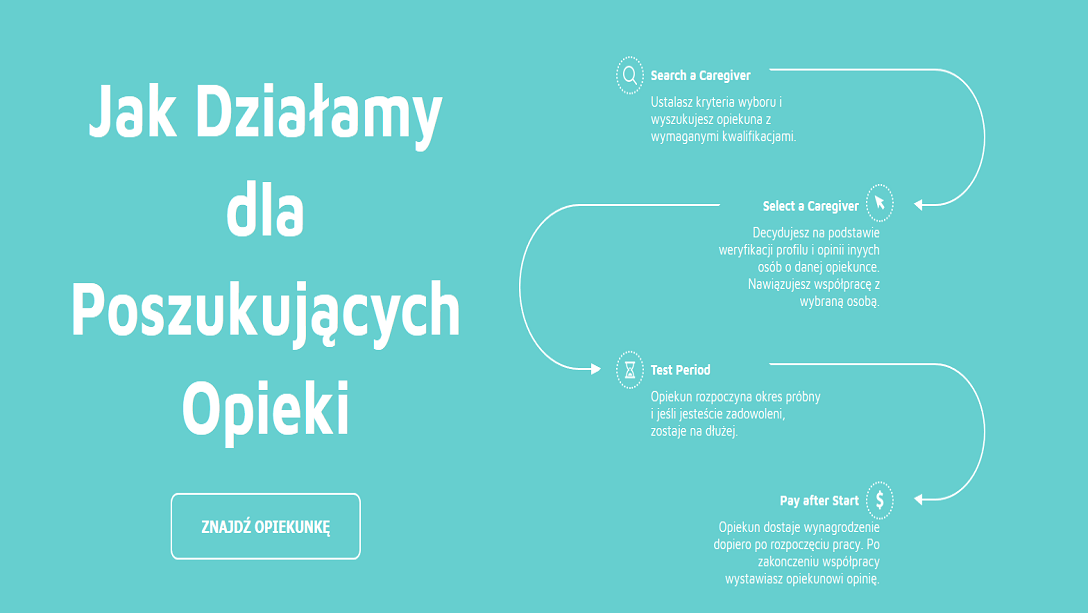 Jak Działamy
dla
Poszukujących
Opieki
ZNAJDŹ OPIEKUNKĘ
Search a Caregiver
Ustalasz kryteria wyboru i
wyszukujesz opiekuna z
wymaganymi kwalifikacjami.
Select a Caregiver
Decydujesz na podstawie
weryfikacji profilu i opinii inyych
osób o danej opiekunce.
Nawiązujesz współpracę z
wybraną osobą.
Test Period
Opiekun rozpoczyna okres próbny
i jeśli jesteście zadowoleni,
zostaje na dłużej.
Pay after Start
$
Opiekun dostaje wynagrodzenie
dopiero po rozpoczęciu pracy. Po
zakończeniu współpracy
wystawiasz opiekunowi opinię.